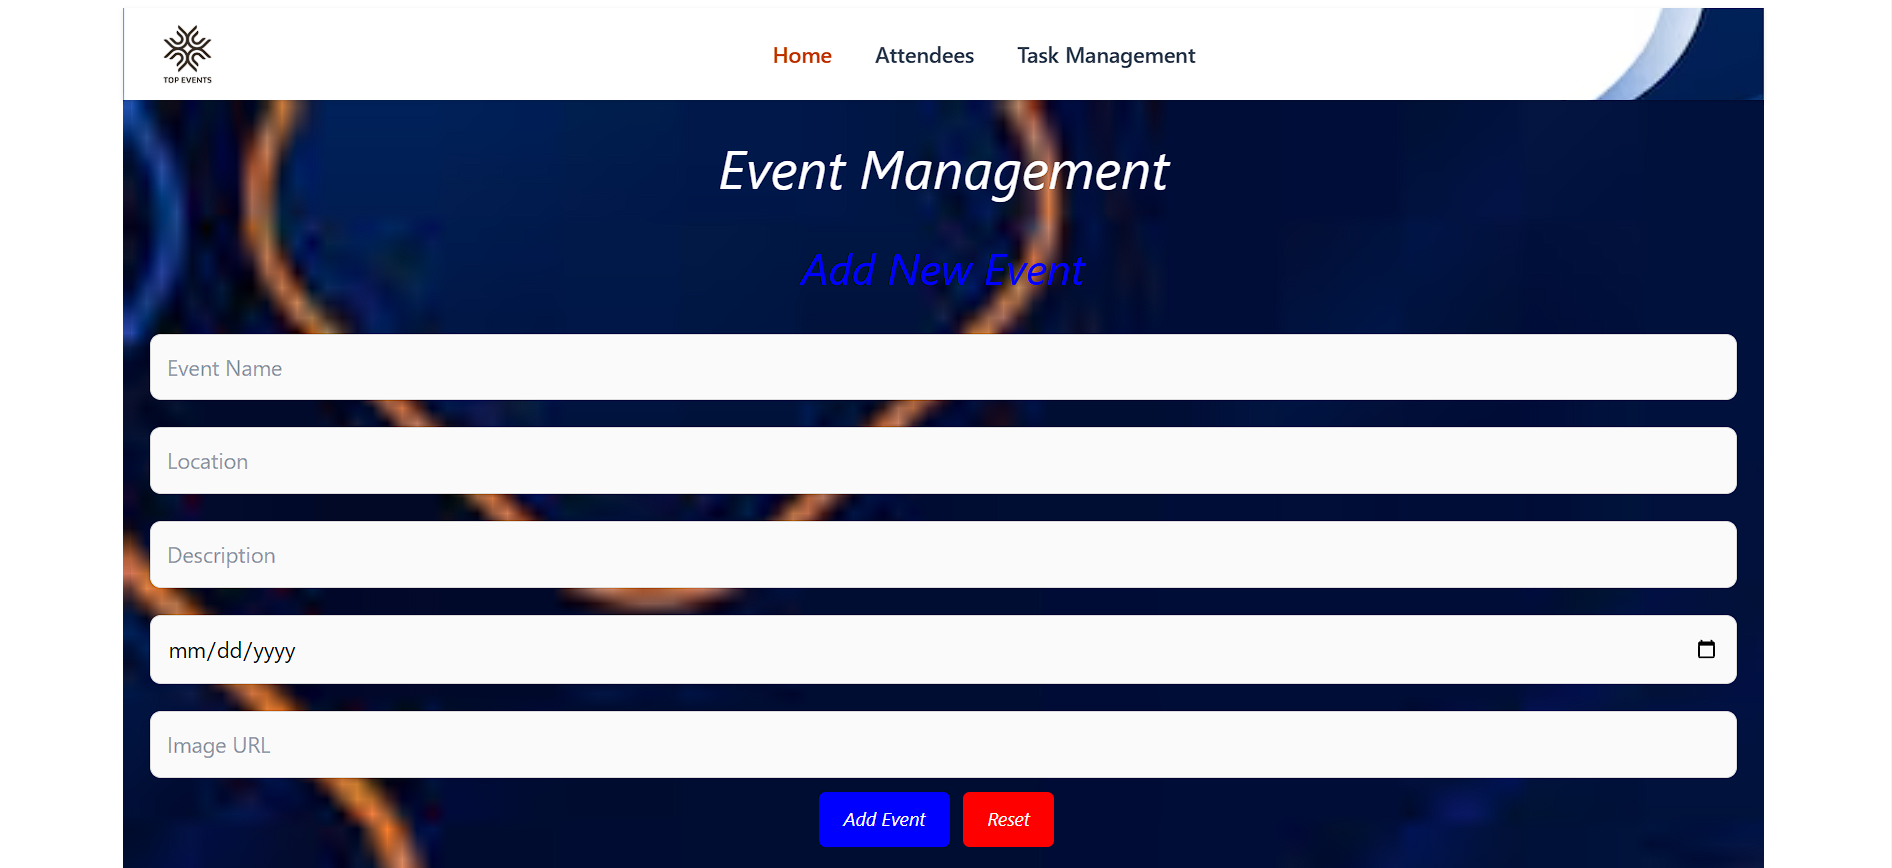 TOP EVENTS
Home Attendees Task Management
Event Management
Add New Event
Event Name
Location
Description
mm/dd/yyyy
Image URL
Add Event Reset